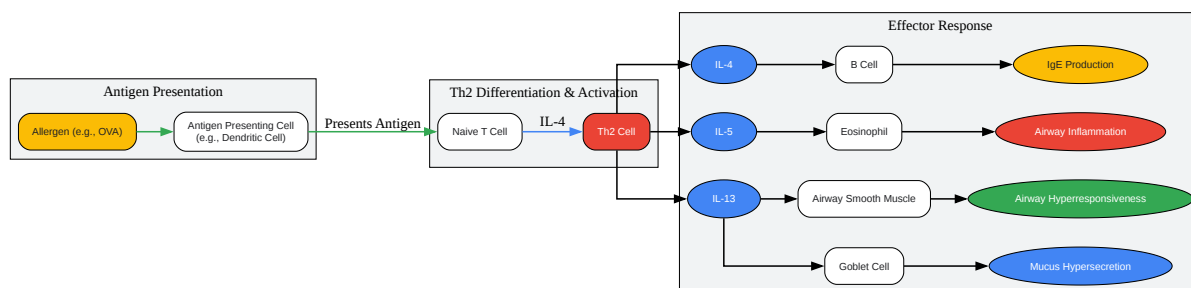 Effector Response
IL-4
B Cell
IgE Production
Antigen Presentation
Th2 Differentiation & Activation
Allergen (e.g., OVA)
Antigen Presenting Cell
(e.g., Dendritic Cell)
Presents Antigen
Naive T Cell
IL-4
Th2 Cell
IL-5
Eosinophil
Airway Inflammation
IL-13
Airway Smooth Muscle
Airway Hyperresponsiveness
Goblet Cell
Mucus Hypersecretion